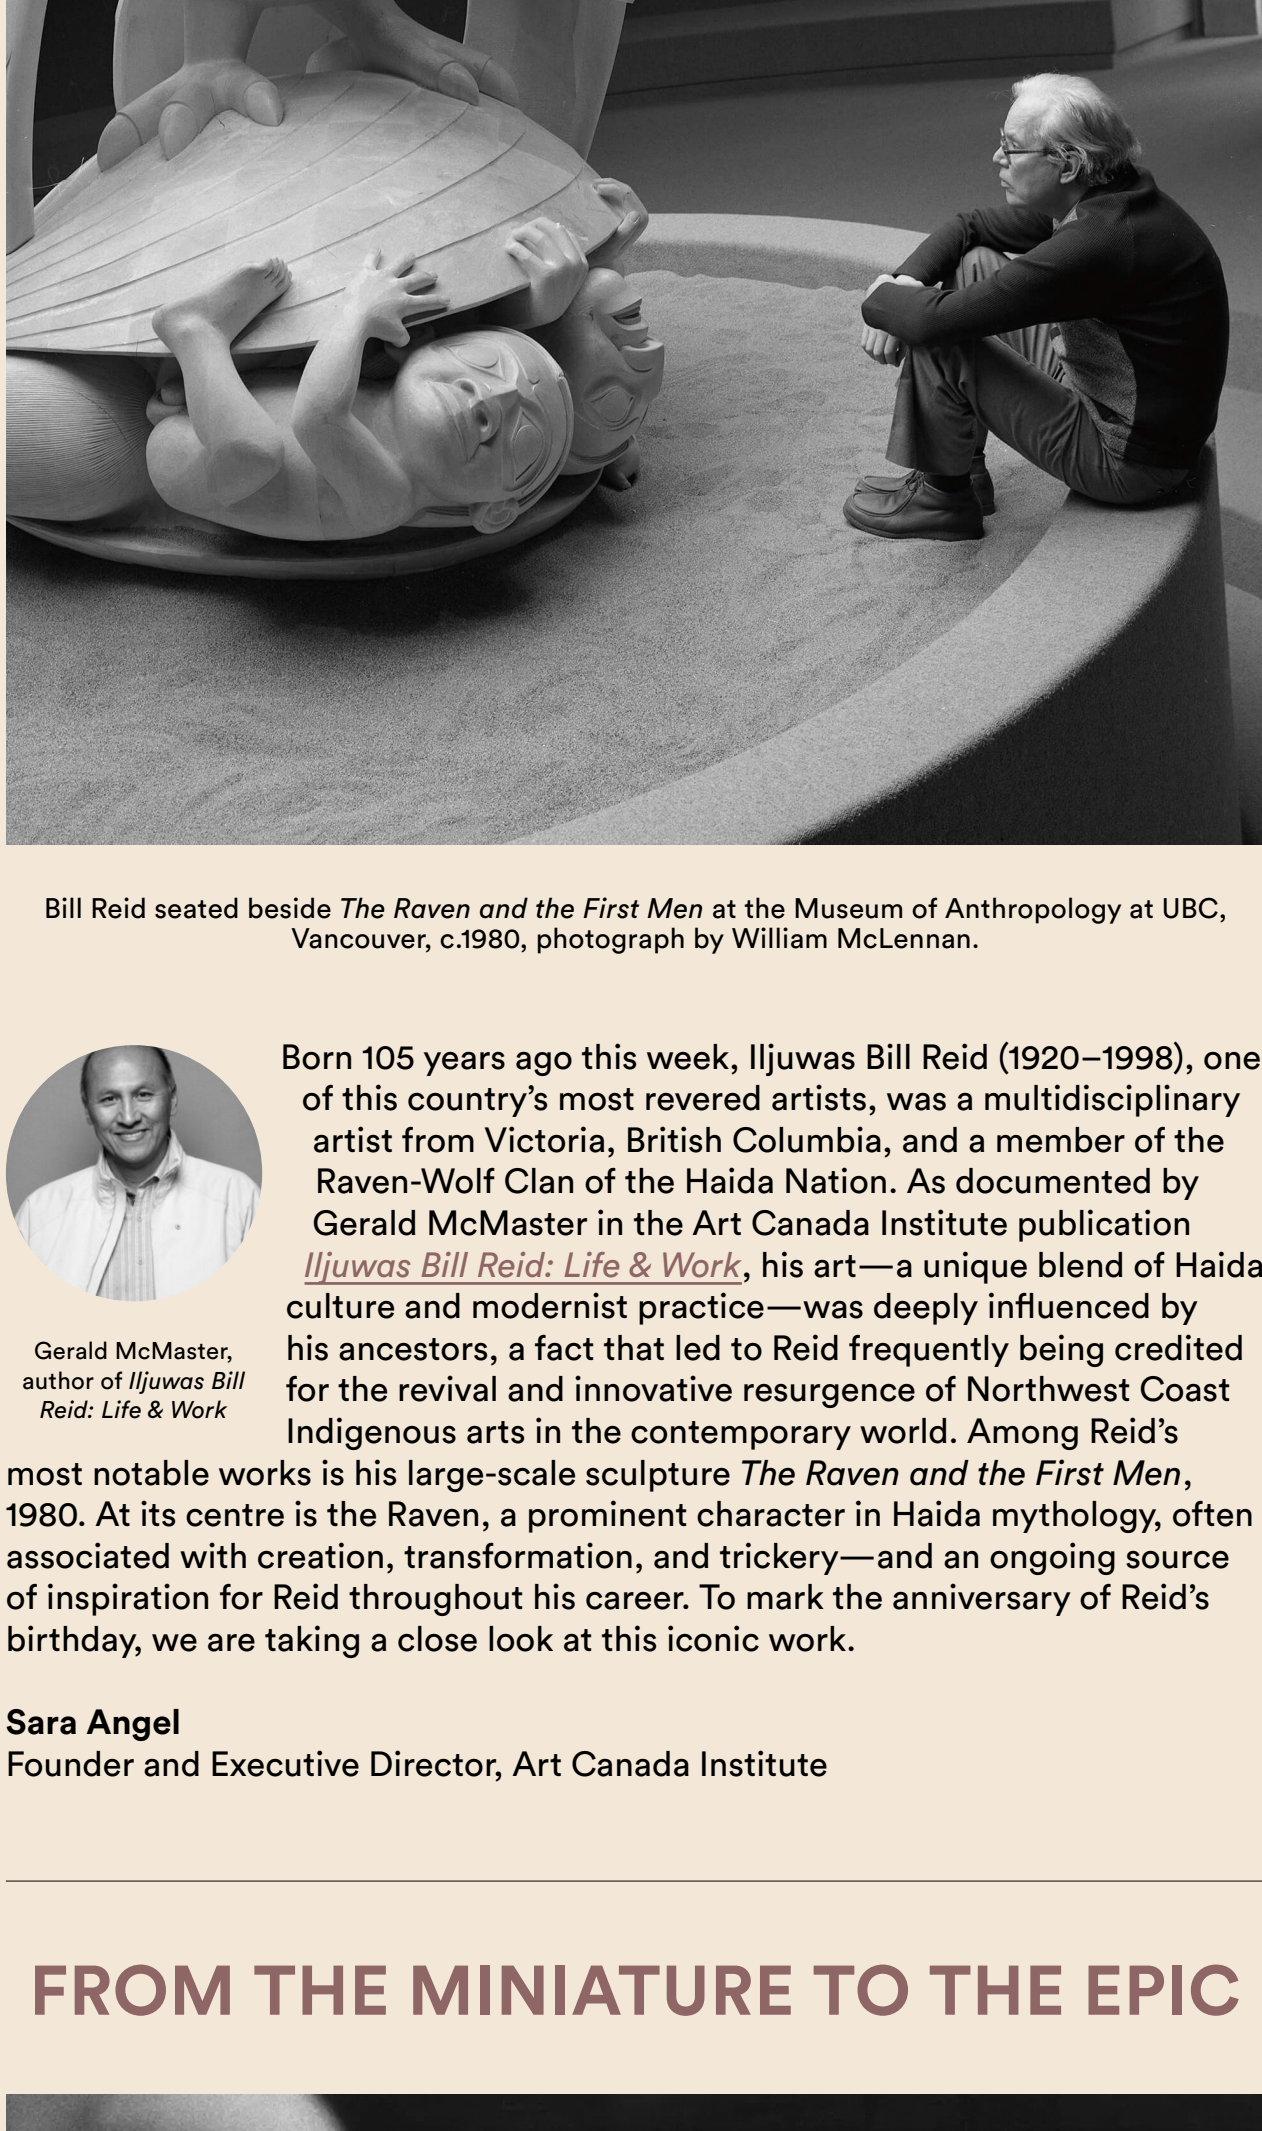 Bill Reid seated beside The Raven and the First Men at the Museum of Anthropology at UBC,
Vancouver, c.1980, photograph by William McLennan.
Born 105 years ago this week, Iljuwas Bill Reid (1920–1998), one
of this country’s most revered artists, was a multidisciplinary
artist from Victoria, British Columbia, and a member of the
Raven-Wolf Clan of the Haida Nation. As documented by
Gerald McMaster in the Art Canada Institute publication
Iljuwas Bill Reid: Life & Work, his art—a unique blend of Haida
culture and modernist practice—was deeply influenced by
his ancestors, a fact that led to Reid frequently being credited
for the revival and innovative resurgence of Northwest Coast
Indigenous arts in the contemporary world. Among Reid’s
most notable works is his large-scale sculpture The Raven and the First Men,
1980. At its centre is the Raven, a prominent character in Haida mythology, often
associated with creation, transformation, and trickery—and an ongoing source
of inspiration for Reid throughout his career. To mark the anniversary of Reid’s
birthday, we are taking a close look at this iconic work.
Gerald McMaster,
author of Iljuwas Bill
Reid: Life & Work
Sara Angel
Founder and Executive Director, Art Canada Institute
FROM THE MINIATURE TO THE EPIC